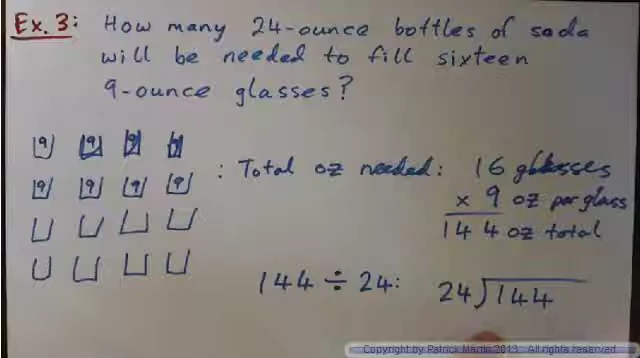 Ex. 3: How many 24-ounce bottles of soda
will be needed to fill sixteen
9-ounce glasses?
9 9 9 9
9 9 9 9
: Total oz needed: 16 glasses
x 9 oz per glass
144 oz total
144 ÷ 24: 24)144
Copyright by Patrick Martin 2013. All rights reserved.